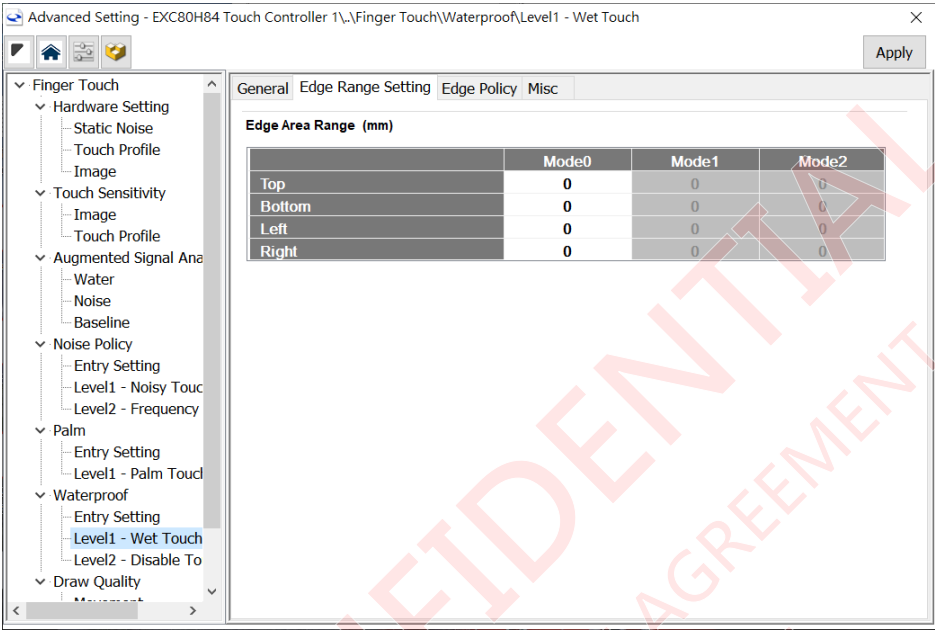 Advanced Setting - EXC80H84 Touch Controller 1\..\Finger Touch\Waterproof\Level1 - Wet Touch
Apply
Finger Touch
Hardware Setting
Static Noise
Touch Profile
Image
Touch Sensitivity
Image
Touch Profile
Augmented Signal Ana
Water
Noise
Baseline
Noise Policy
Entry Setting
Level1 - Noisy Touc
Level2 - Frequency
Palm
Entry Setting
Level1 - Palm Touch
Waterproof
Entry Setting
Level1 - Wet Touch
Level2 - Disable To
Draw Quality
General Edge Range Setting Edge Policy Misc
Edge Area Range (mm)
Mode0 Mode1 Mode2
Top 0 0 0
Bottom 0 0 0
Left 0 0 0
Right 0 0 0
FIDENTIAL
AGREEMENT